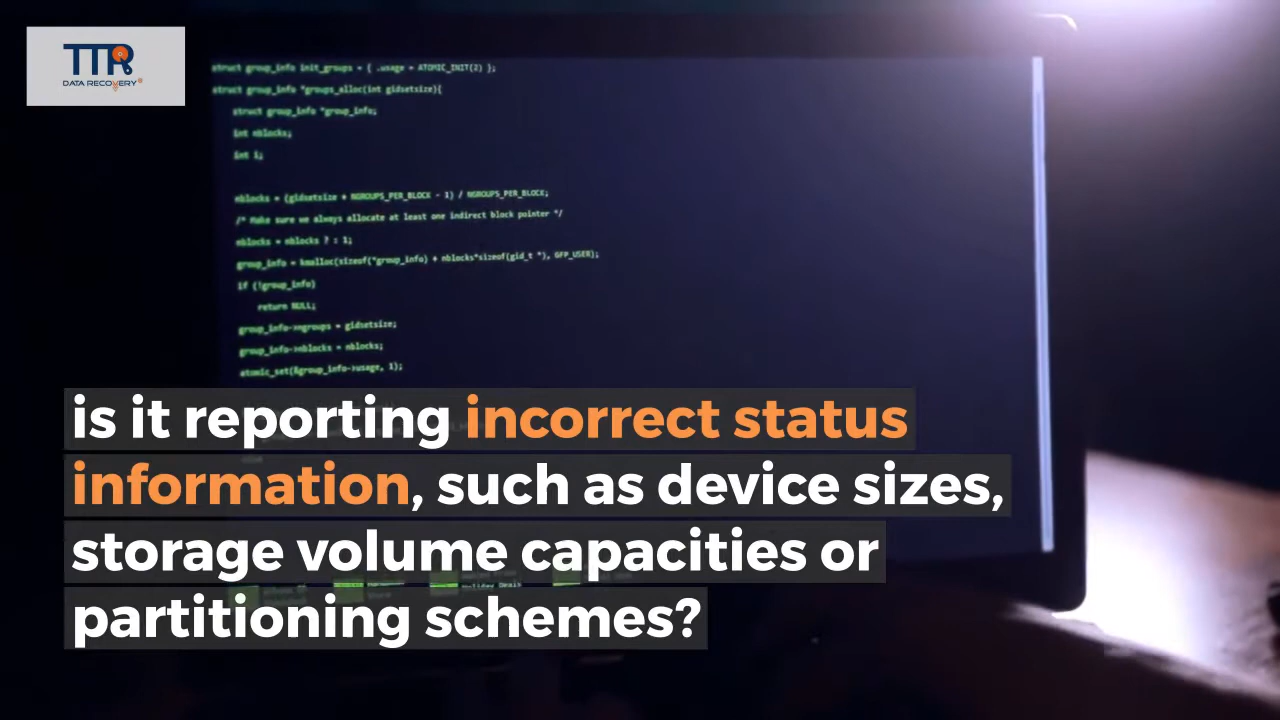 TTR
DATA RECOVERY
struct group_info init_groups = { .usage = ATOMIC_INIT(2) };
struct group_info *groups_alloc(int gidsetsize){
struct group_info *group_info;
int nblocks;
int i;
nblocks = (gidsetsize + NGROUPS_PER_BLOCK - 1) / NGROUPS_PER_BLOCK;
/* Make sure we always allocate at least one indirect block pointer */
nblocks = nblocks ? : 1;
group_info = kmalloc(sizeof(*group_info) + nblocks*sizeof(gid_t *), GFP_USER);
if (!group_info)
return NULL;
group_info->ngroups = gidsetsize;
group_info->nblocks = nblocks;
atomic_set(&group_info->usage, 1);
is it reporting incorrect status
information, such as device sizes,
storage volume capacities or
partitioning schemes?